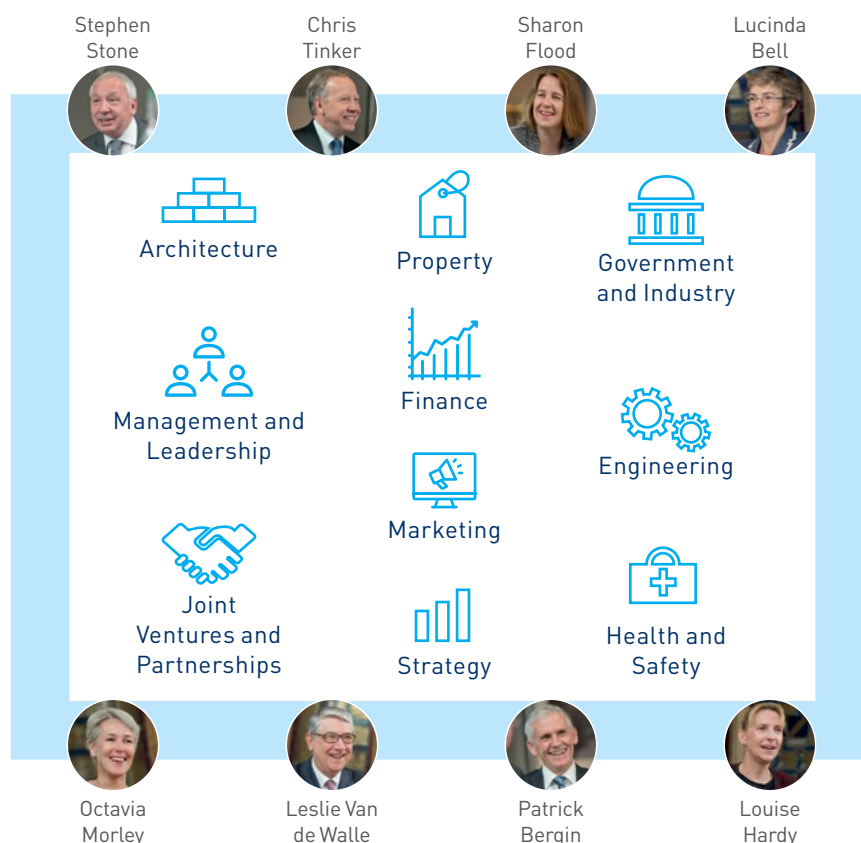 Stephen
Stone
Chris
Tinker
Sharon
Flood
Lucinda
Bell
Architecture
Property
Government
and Industry
Management and
Leadership
Finance
Engineering
Marketing
Joint
Ventures and
Partnerships
Strategy
Health and
Safety
Octavia
Morley
Leslie Van
de Walle
Patrick
Bergin
Louise
Hardy